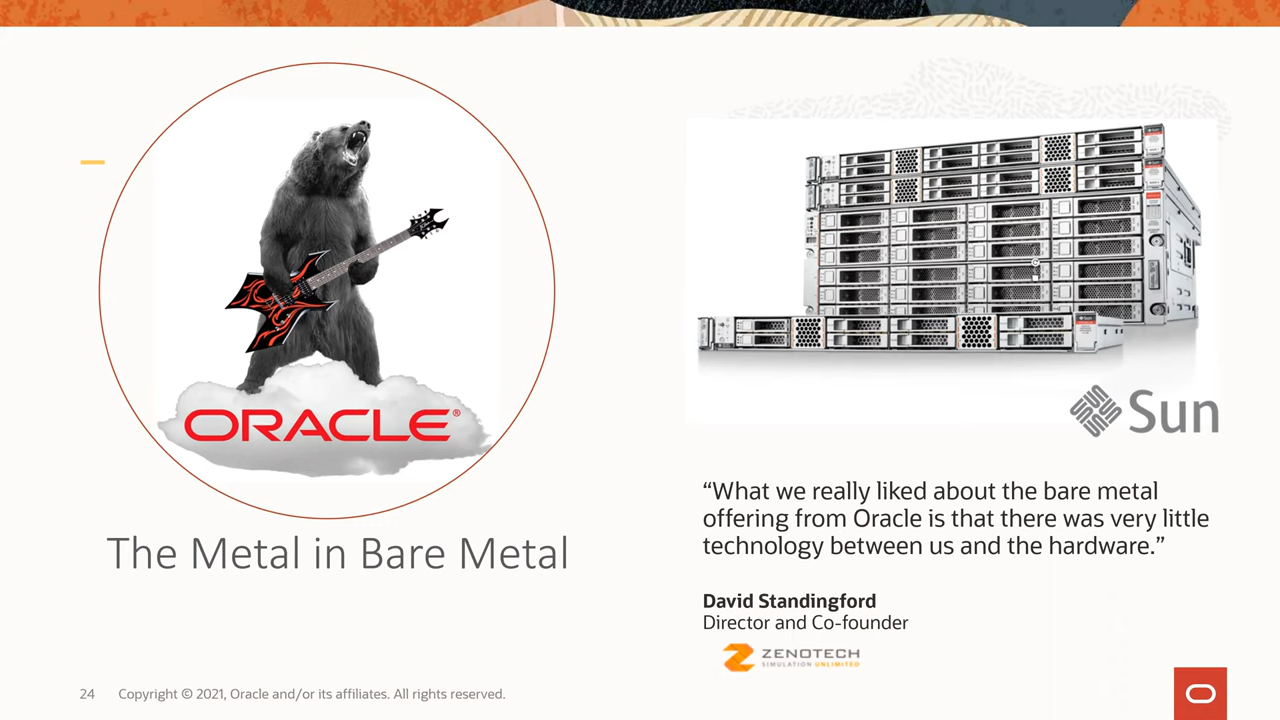 ORACLE®
The Metal in Bare Metal
Sun
“What we really liked about the bare metal
offering from Oracle is that there was very little
technology between us and the hardware.”
David Standingford
Director and Co-founder
ZENOTECH
SIMULATION UNLIMITED
24 Copyright © 2021, Oracle and/or its affiliates. All rights reserved.